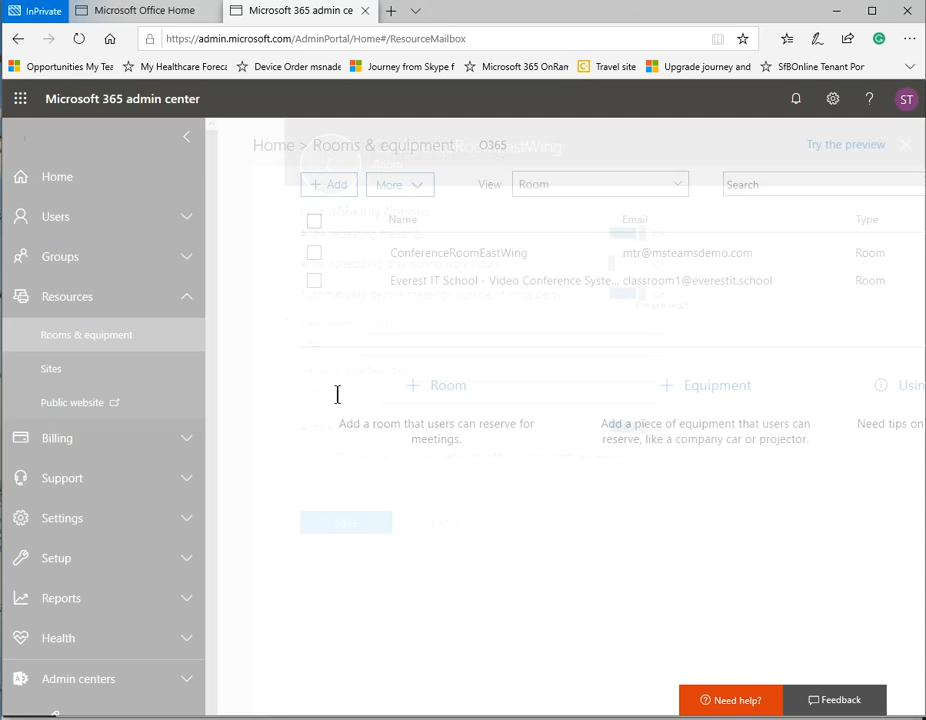 InPrivate
Microsoft Office Home
Microsoft 365 admin ce
https://admin.microsoft.com/AdminPortal/Home#/ResourceMailbox
Opportunities My Tea
My Healthcare Foreca
Device Order msnade
Journey from Skype f
Microsoft 365 OnRam
Travel site
Upgrade journey and
SfBOnline Tenant Por
Microsoft 365 admin center
?
ST
Home > Rooms & equipment
O365
Try the preview
Home
Users
Groups
Resources
Rooms & equipment
Sites
Public website
Billing
Support
Settings
Setup
Reports
Health
Admin centers
Room
+ Add
More
View
Room
Search
Name
Email
Type
ConferenceRoomEastWing
mtr@msteamsdemo.com
Room
Everest IT School - Video Conference Syste...
classroom1@everestit.school
Room
Please wait
+ Room
+ Equipment
Usin
Add a room that users can reserve for
meetings.
Add a piece of equipment that users can
reserve, like a company car or projector.
Need tips on
Save
Need help?
Feedback